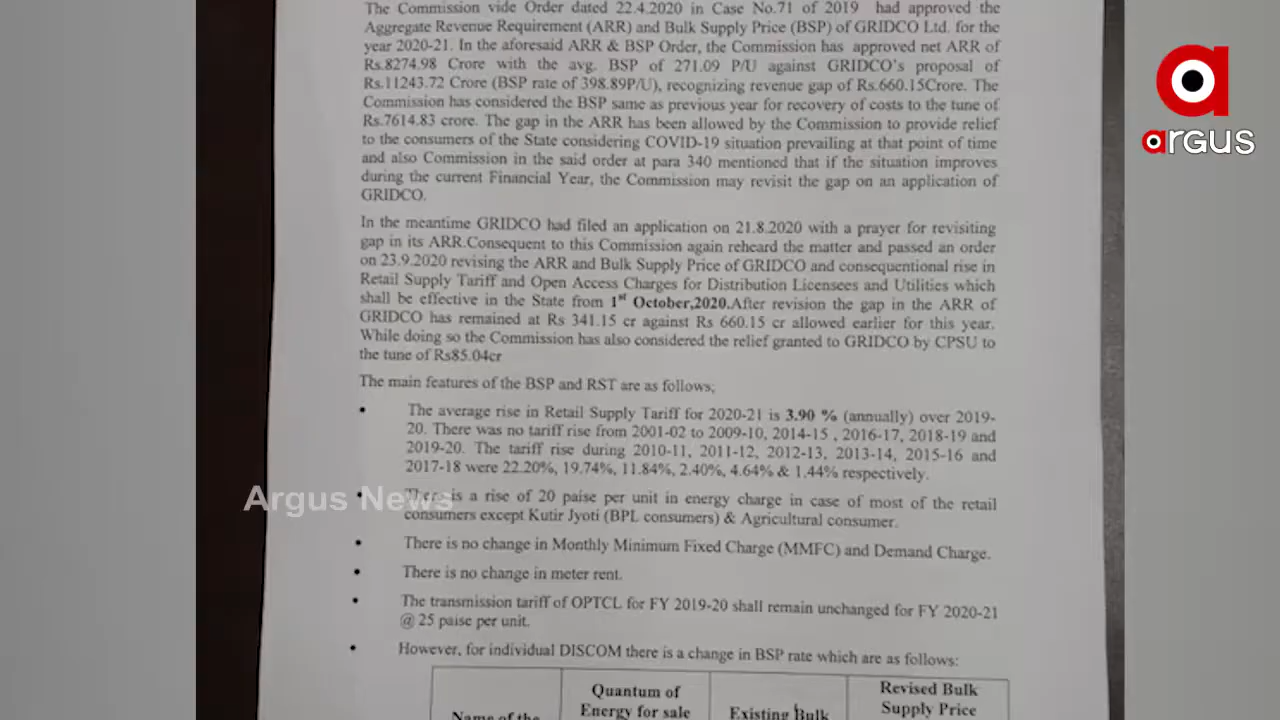 The Commission vide Order dated 22.4.2020 in Case No.71 of 2019 had approved the
Aggregate Revenue Requirement (ARR) and Bulk Supply Price (BSP) of GRIDCO Ltd. for the
year 2020-21. In the aforesaid ARR & BSP Order, the Commission has approved net ARR of
Rs.8274.98 Crore with the avg. BSP of 271.09 P/U against GRIDCO's proposal of
Rs.11243.72 Crore (BSP rate of 398.89P/U), recognizing revenue gap of Rs.660.15Crore. The
Commission has considered the BSP same as previous year for recovery of costs to the tune of
Rs.7614.83 crore. The gap in the ARR has been allowed by the Commission to provide relief
to the consumers of the State considering COVID-19 situation prevailing at that point of time
and also Commission in the said order at para 340 mentioned that if the situation improves
during the current Financial Year, the Commission may revisit the gap on an application of
GRIDCO.
In the meantime GRIDCO had filed an application on 21.8.2020 with a prayer for revisiting
gap in its ARR.Consequent to this Commission again reheard the matter and passed an order
on 23.9.2020 revising the ARR and Bulk Supply Price of GRIDCO and consequentional rise in
Retail Supply Tariff and Open Access Charges for Distribution Licensees and Utilities which
shall be effective in the State from 1st October,2020.After revision the gap in the ARR of
GRIDCO has remained at Rs 341.15 cr against Rs 660.15 cr allowed earlier for this year.
While doing so the Commission has also considered the relief granted to GRIDCO by CPSU to
the tune of Rs85.04cr
The main features of the BSP and RST are as follows;
• The average rise in Retail Supply Tariff for 2020-21 is 3.90 % (annually) over 2019-
20. There was no tariff rise from 2001-02 to 2009-10, 2014-15 , 2016-17, 2018-19 and
2019-20. The tariff rise during 2010-11, 2011-12, 2012-13, 2013-14, 2015-16 and
2017-18 were 22.20%, 19.74%, 11.84%, 2.40%, 4.64% & 1.44% respectively.
• There is a rise of 20 paise per unit in energy charge in case of most of the retail
consumers except Kutir Jyoti (BPL consumers) & Agricultural consumer.
• There is no change in Monthly Minimum Fixed Charge (MMFC) and Demand Charge.
• There is no change in meter rent.
• The transmission tariff of OPTCL for FY 2019-20 shall remain unchanged for FY 2020-21
@ 25 paise per unit.
• However, for individual DISCOM there is a change in BSP rate which are as follows:
Name of the
Quantum of
Energy for sale
Existing Bulk
Revised Bulk
Supply Price
Argus News
argus